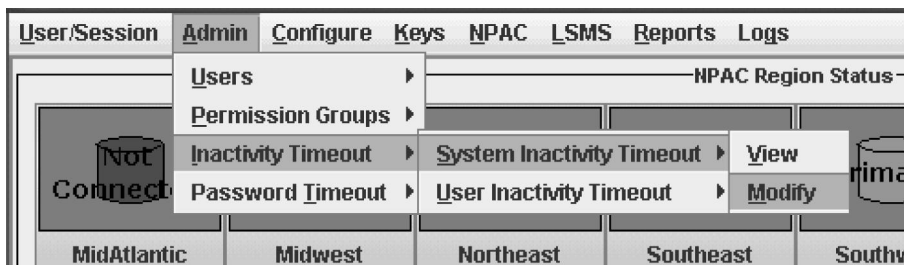 User/Session Admin Configure Keys NPAC LSMS Reports Logs
NPAC Region Status
Users
Permission Groups
Inactivity Timeout
Password Timeout
System Inactivity Timeout
User Inactivity Timeout
View
Modify
Not
MidAtlantic Midwest Northeast Southeast